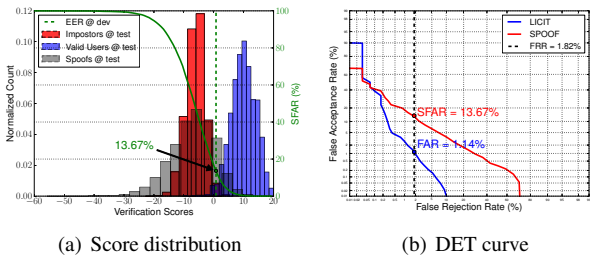 EER @ dev
Impostors @ test
Valid Users @ test
Spoofs @ test
Normalized Count
0.12
0.10
0.08
0.06
0.04
0.02
0.00
−60 −50 −40 −30 −20 −10 0 10 20
Verification Scores
100
80
60
40
20
0
SFAR (%)
13.67%
(a) Score distribution
LICIT
SPOOF
FRR = 1.82%
False Acceptance Rate (%)
SFAR = 13.67%
FAR = 1.14%
False Rejection Rate (%)
(b) DET curve